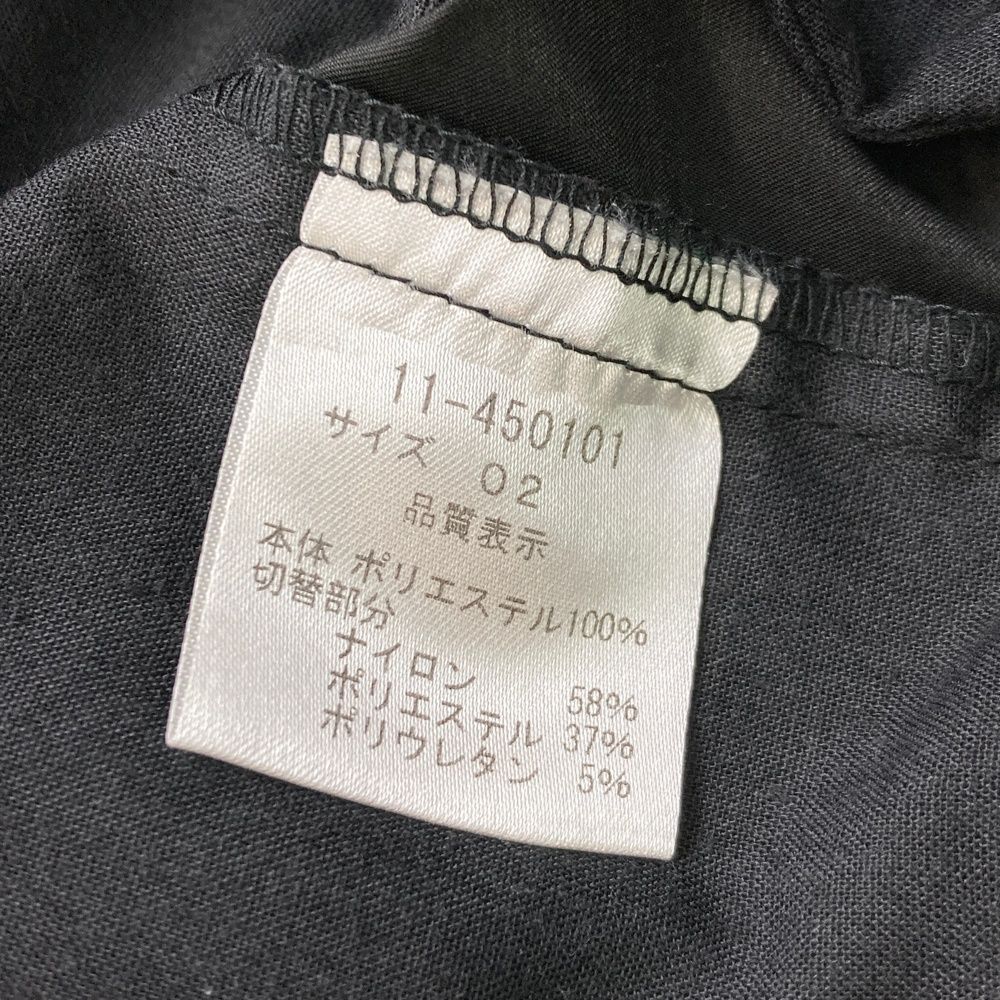 11-450101
サイズ 02
品質表示
本体 ポリエステル100%
切替部分
ナイロン 58%
ポリエステル 37%
ポリウレタン 5%